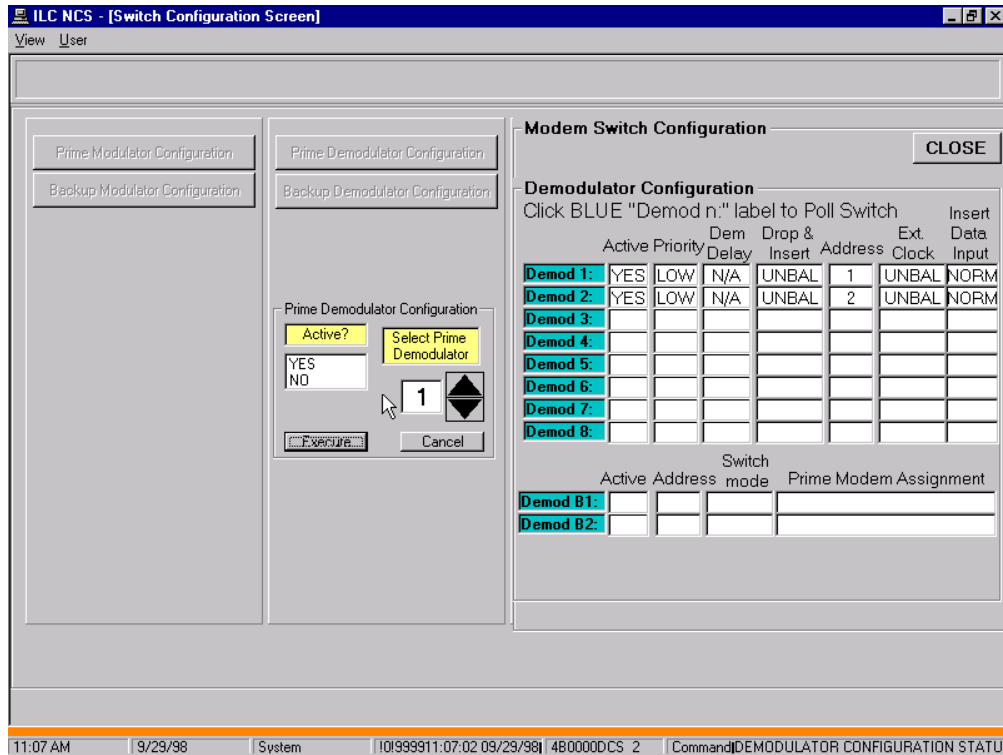 ILC NCS - [Switch Configuration Screen]
View User
Prime Modulator Configuration
Backup Modulator Configuration
Prime Demodulator Configuration
Backup Demodulator Configuration
Prime Demodulator Configuration
Active?
Select Prime
Demodulator
YES
NO
1
Execute
Cancel
Modem Switch Configuration
CLOSE
Demodulator Configuration
Click BLUE "Demod n:" label to Poll Switch
Active Priority Dem Delay Drop & Insert Address Ext. Clock Insert Data Input
Demod 1: YES LOW N/A UNBAL 1 UNBAL NORM
Demod 2: YES LOW N/A UNBAL 2 UNBAL NORM
Demod 3:
Demod 4:
Demod 5:
Demod 6:
Demod 7:
Demod 8:
Active Address Switch mode Prime Modem Assignment
Demod B1:
Demod B2:
11:07 AM 9/29/98 System !0!999911:07:02 09/29/98 4B0000DCS 2 Command DEMODULATOR CONFIGURATION STATU